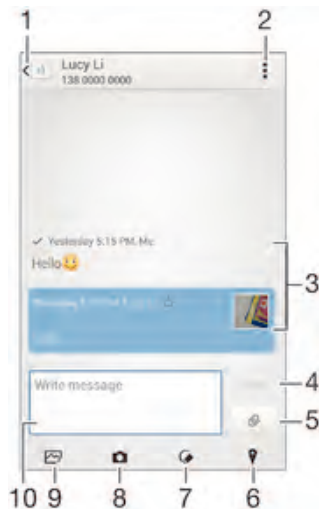 1
2
Lucy Li
138 0000 0000
✓ Yesterday 5:15 PM, Me
Hello
3
Write message
4
5
10 9 8 7 6